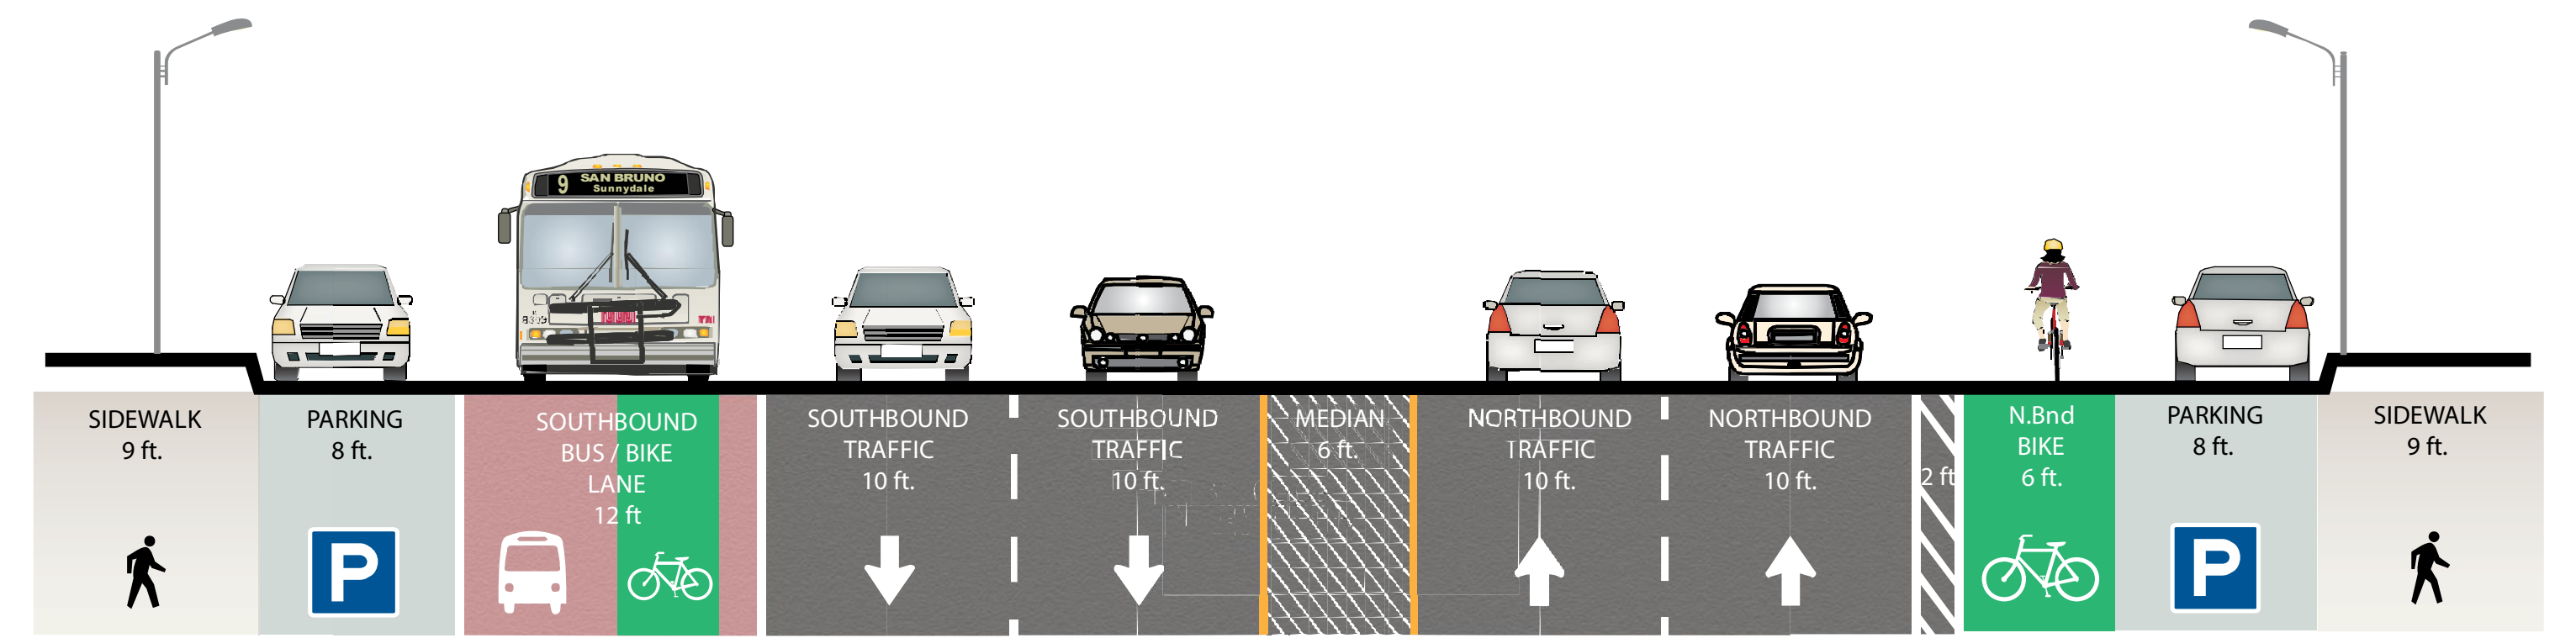 9 SAN BRUNO
Sunnydale
SIDEWALK
9 ft.
PARKING
8 ft.
SOUTHBOUND
BUS / BIKE
LANE
12 ft
SOUTHBOUND
TRAFFIC
10 ft.
SOUTHBOUND
TRAFFIC
10 ft.
MEDIAN
6 ft.
NORTHBOUND
TRAFFIC
10 ft.
NORTHBOUND
TRAFFIC
10 ft.
2 ft
N.Bnd
BIKE
6 ft.
PARKING
8 ft.
SIDEWALK
9 ft.
P
P